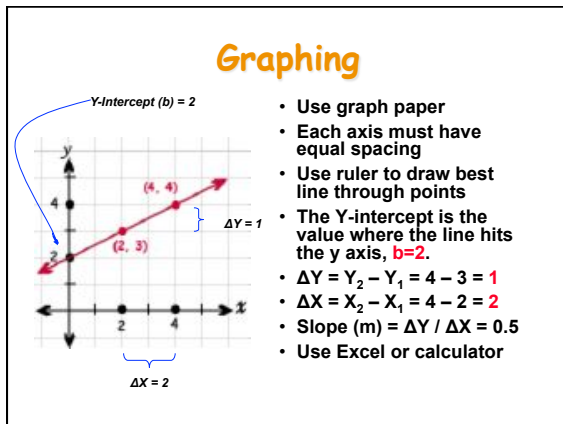 Graphing
Y-Intercept (b) = 2
y
4
(4, 4)
ΔY = 1
(2, 3)
2
x
2 4
ΔX = 2
• Use graph paper
• Each axis must have
equal spacing
• Use ruler to draw best
line through points
• The Y-intercept is the
value where the line hits
the y axis, b=2.
• ΔY = Y₂ – Y₁ = 4 – 3 = 1
• ΔX = X₂ – X₁ = 4 – 2 = 2
• Slope (m) = ΔY / ΔX = 0.5
• Use Excel or calculator